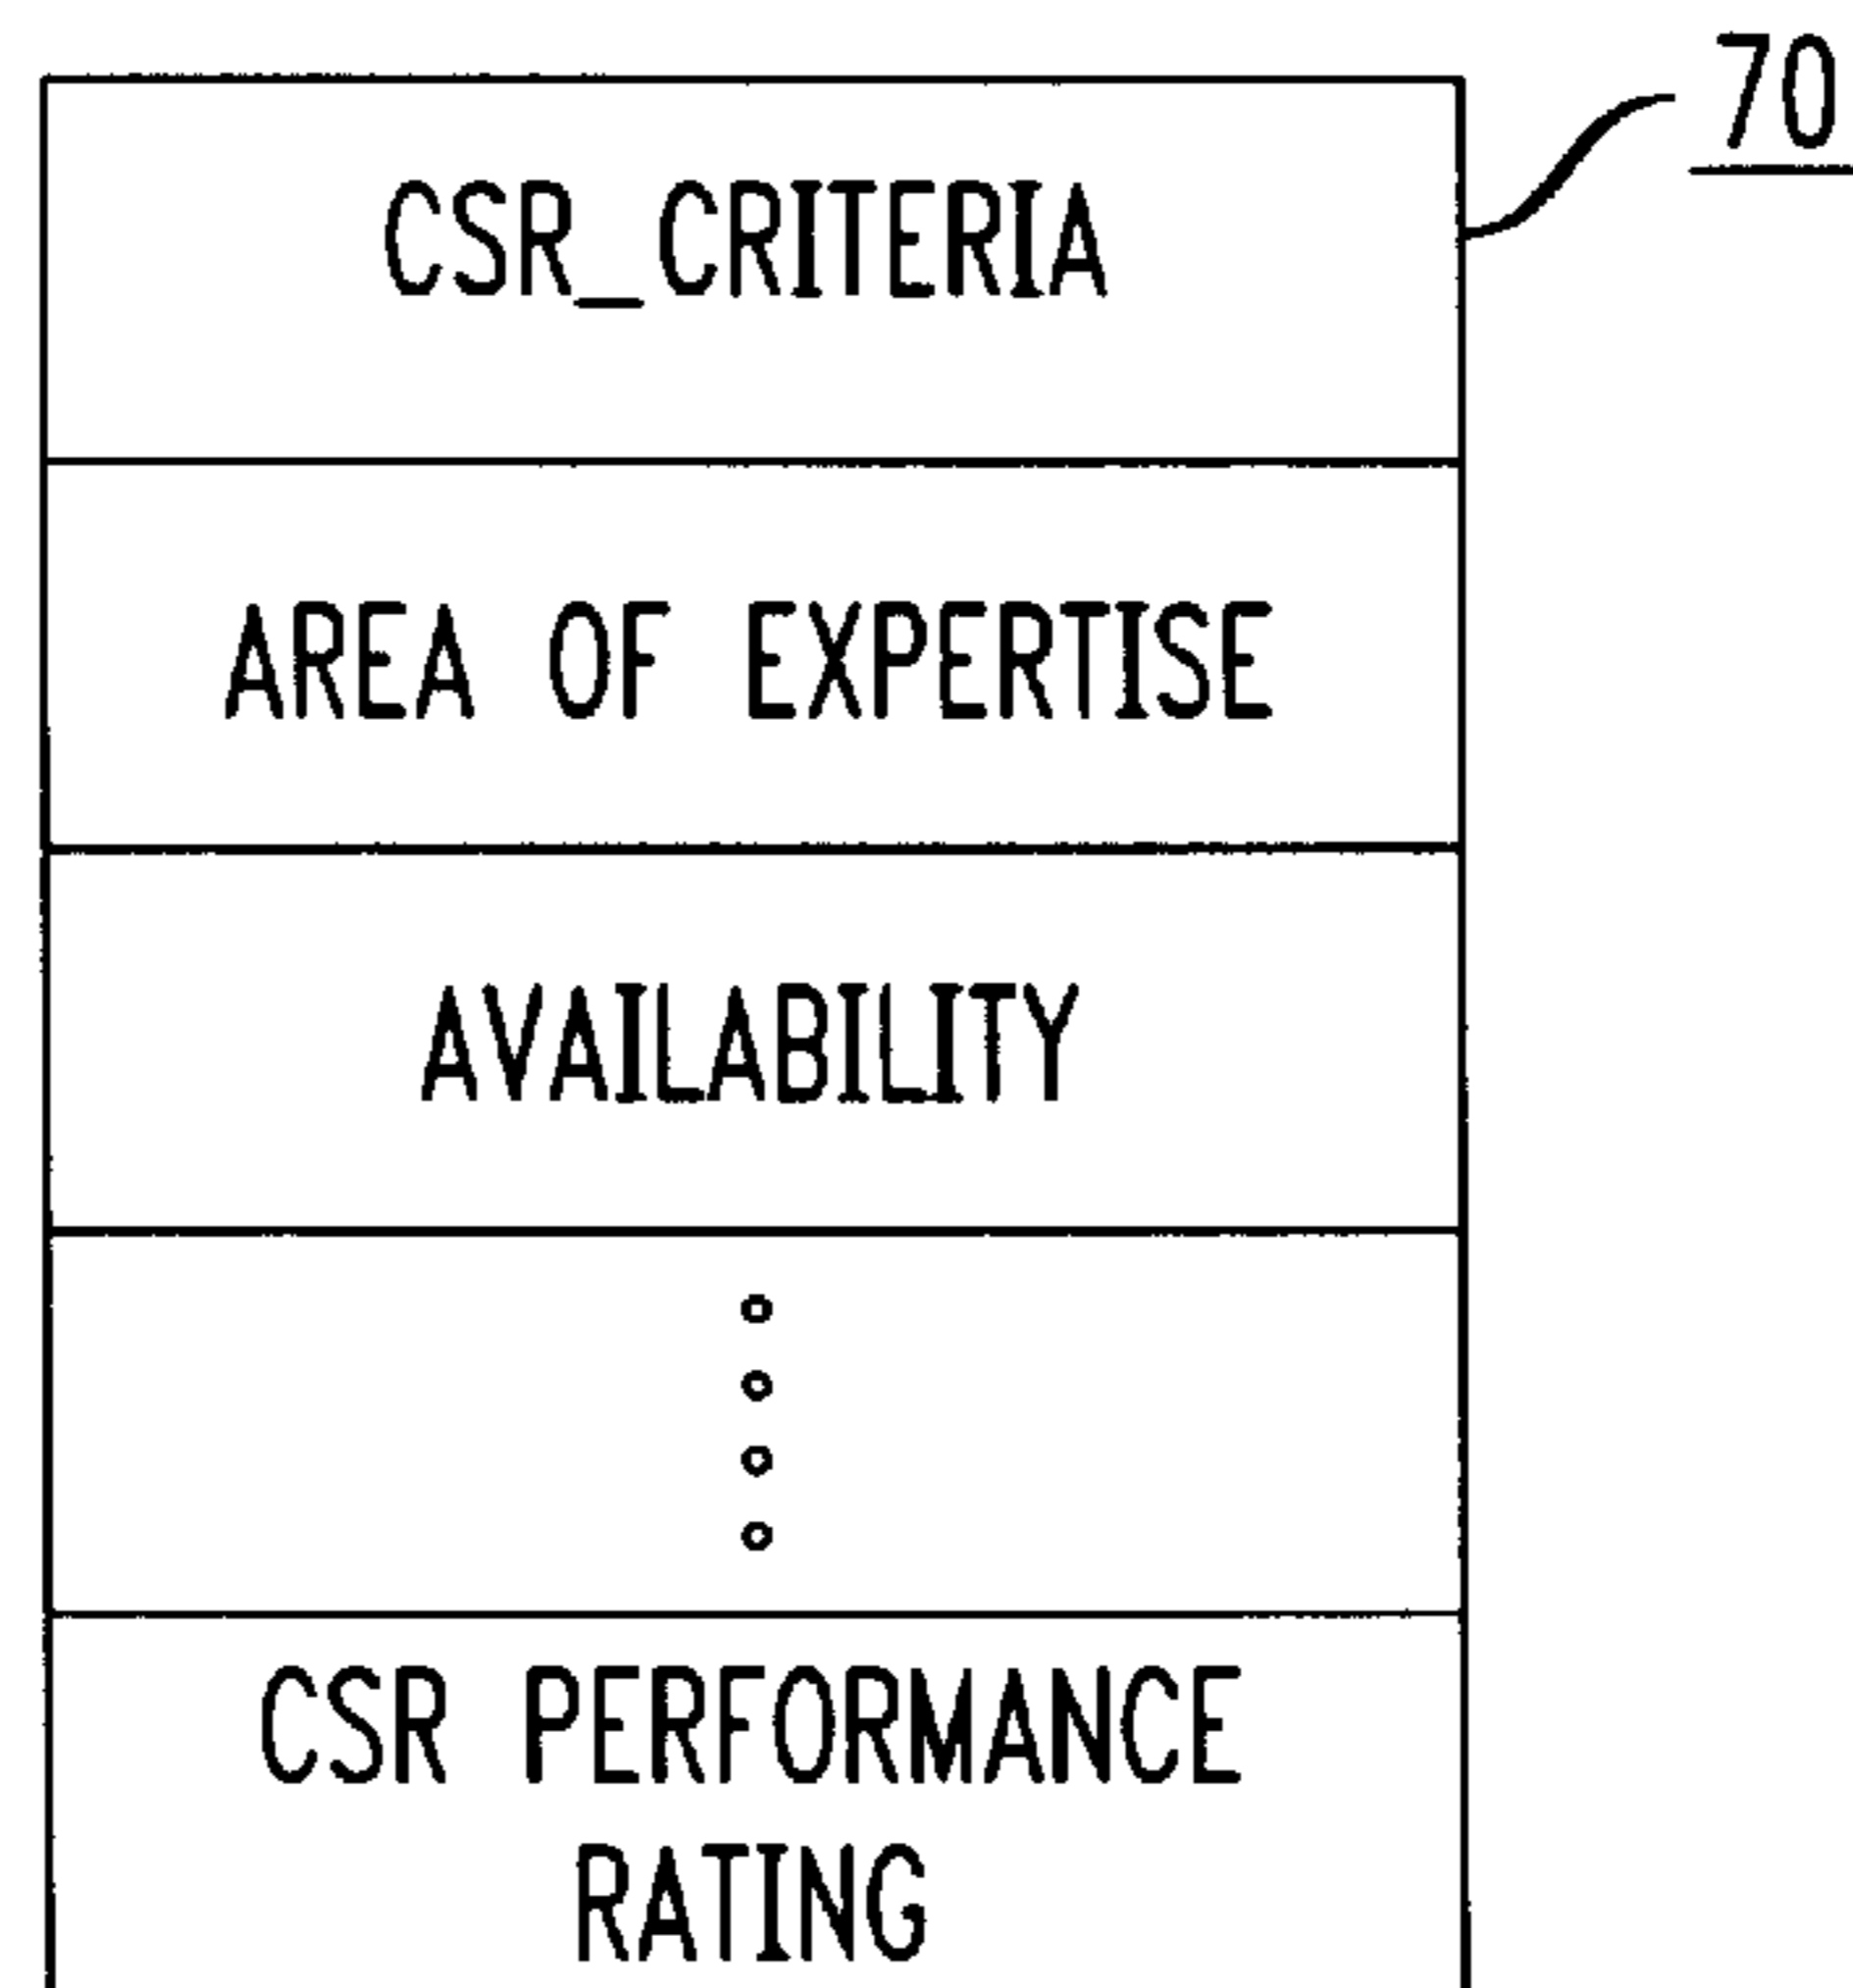 70
CSR_CRITERIA
AREA OF EXPERTISE
AVAILABILITY
CSR PERFORMANCE
RATING